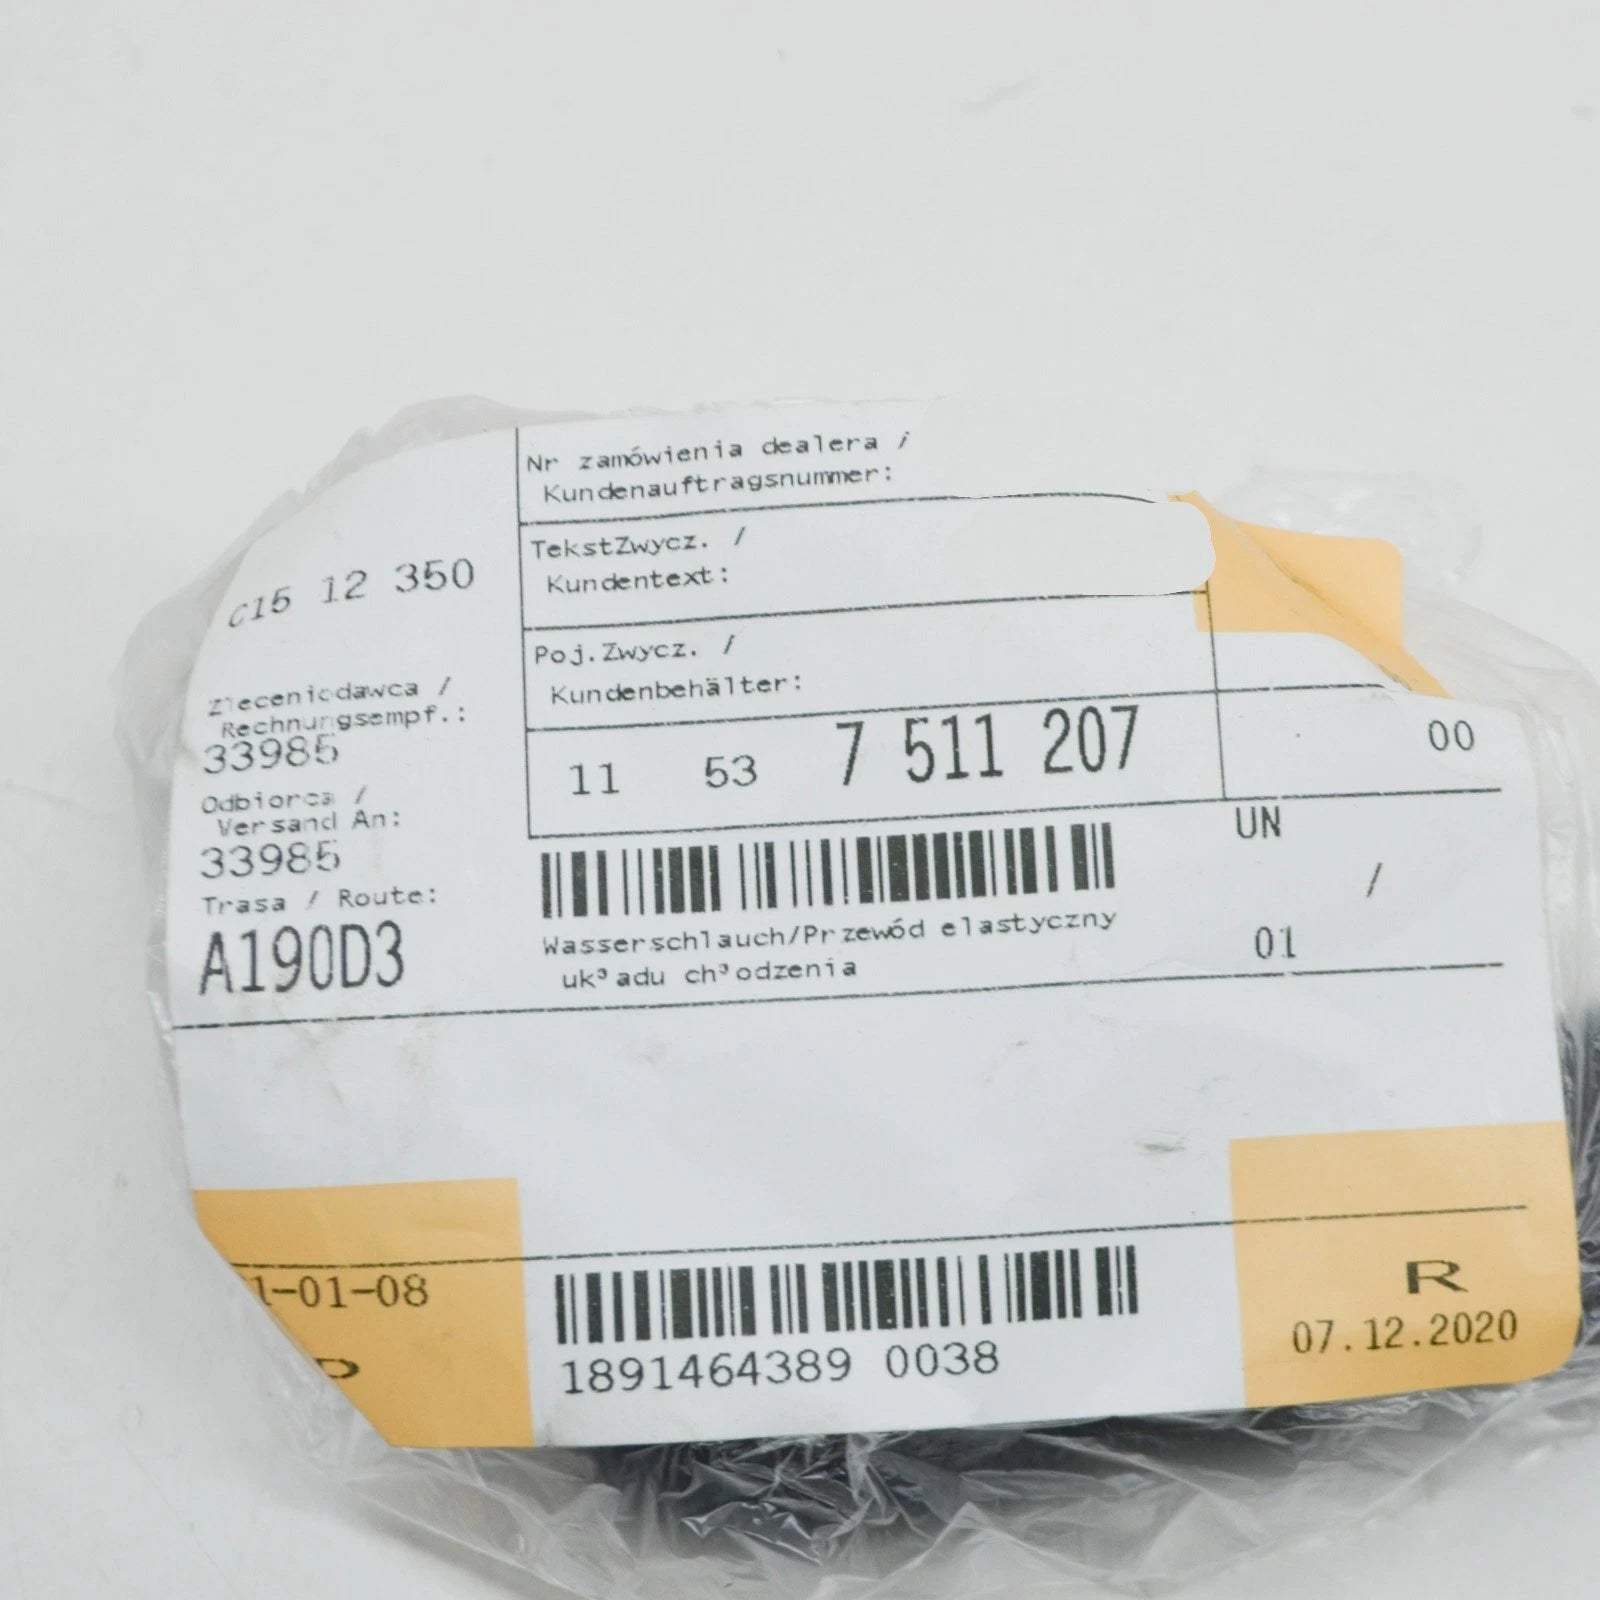 Nr zamówienia dealera /
Kundenauftragsnummer:
C15 12 350
TekstZwycz. /
Kundentext:
Poj.Zwycz. /
Kundenbehälter:
Zleceniodawca /
Rechnungsempf.:
33985
11 53 7 511 207 00
Odbiorca /
Versand An:
33985
UN
/
Trasa / Route:
A190D3
Wasserschlauch/Przewód elastyczny
uk³adu ch³odzenia
01
1-01-08
R
07.12.2020
1891464389 0038